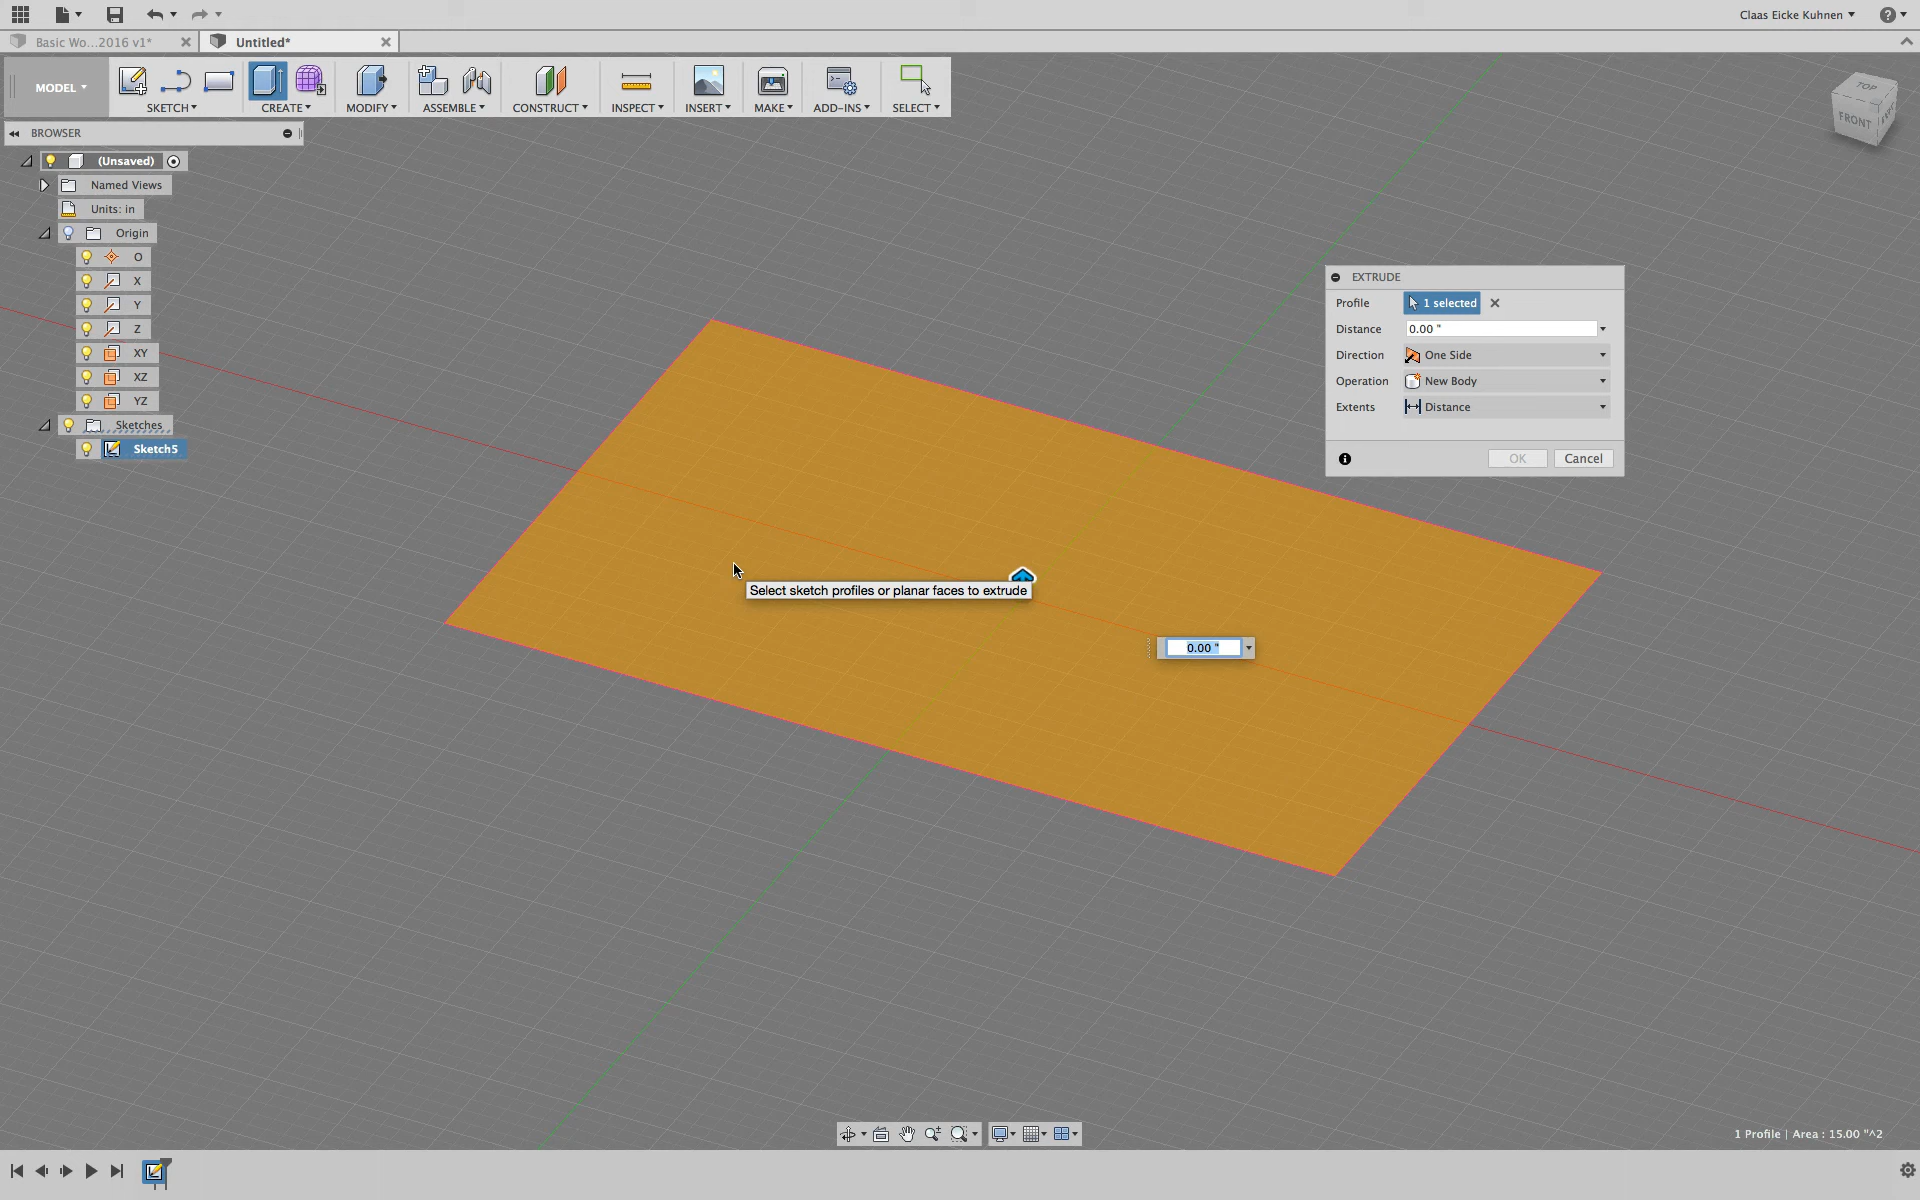 Claas Eicke Kuhnen
Basic Wo...2016 v1*
Untitled*
MODEL
SKETCH
CREATE
MODIFY
ASSEMBLE
CONSTRUCT
INSPECT
INSERT
MAKE
ADD-INS
SELECT
TOP
FRONT
BROWSER
(Unsaved)
Named Views
Units: in
Origin
O
X
Y
Z
XY
XZ
YZ
Sketches
Sketch5
EXTRUDE
Profile 1 selected
Distance 0.00 "
Direction One Side
Operation New Body
Extents Distance
OK Cancel
Select sketch profiles or planar faces to extrude
0.00 "
1 Profile | Area : 15.00 "^2